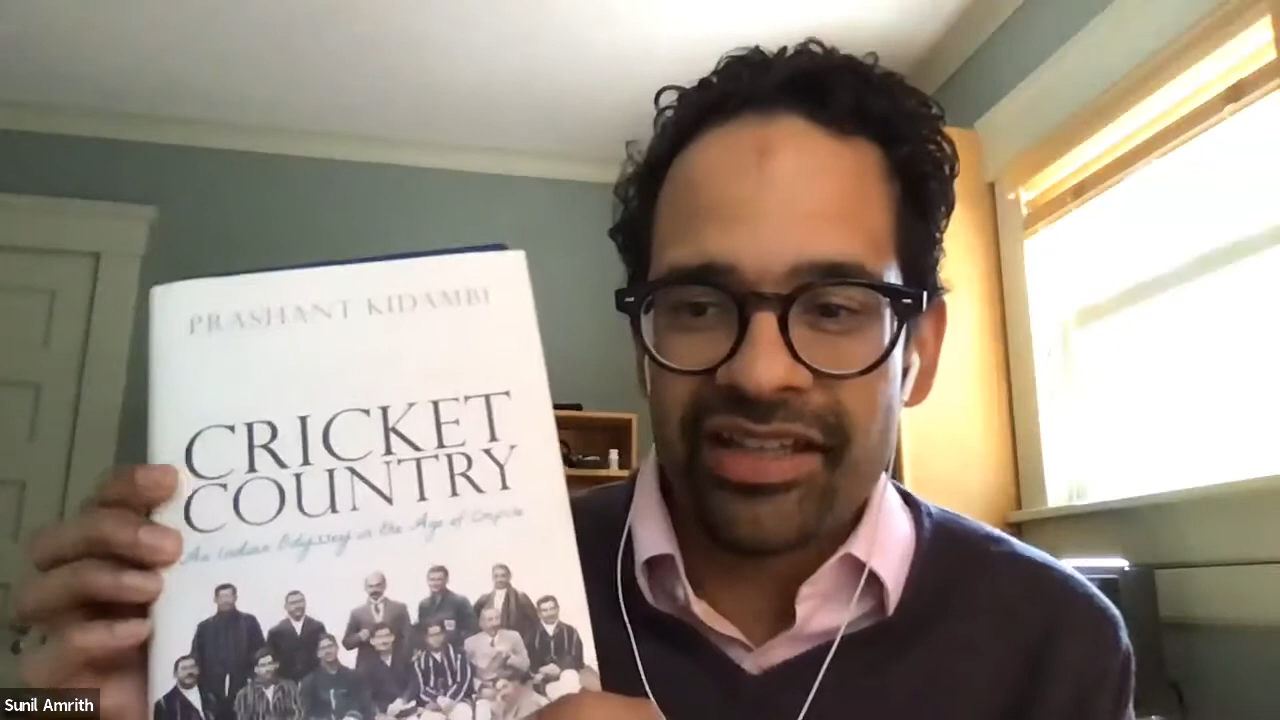 PRASHANT KIDAMBI
CRICKET
COUNTRY
An Indian Odyssey in the Age of Empire
Sunil Amrith